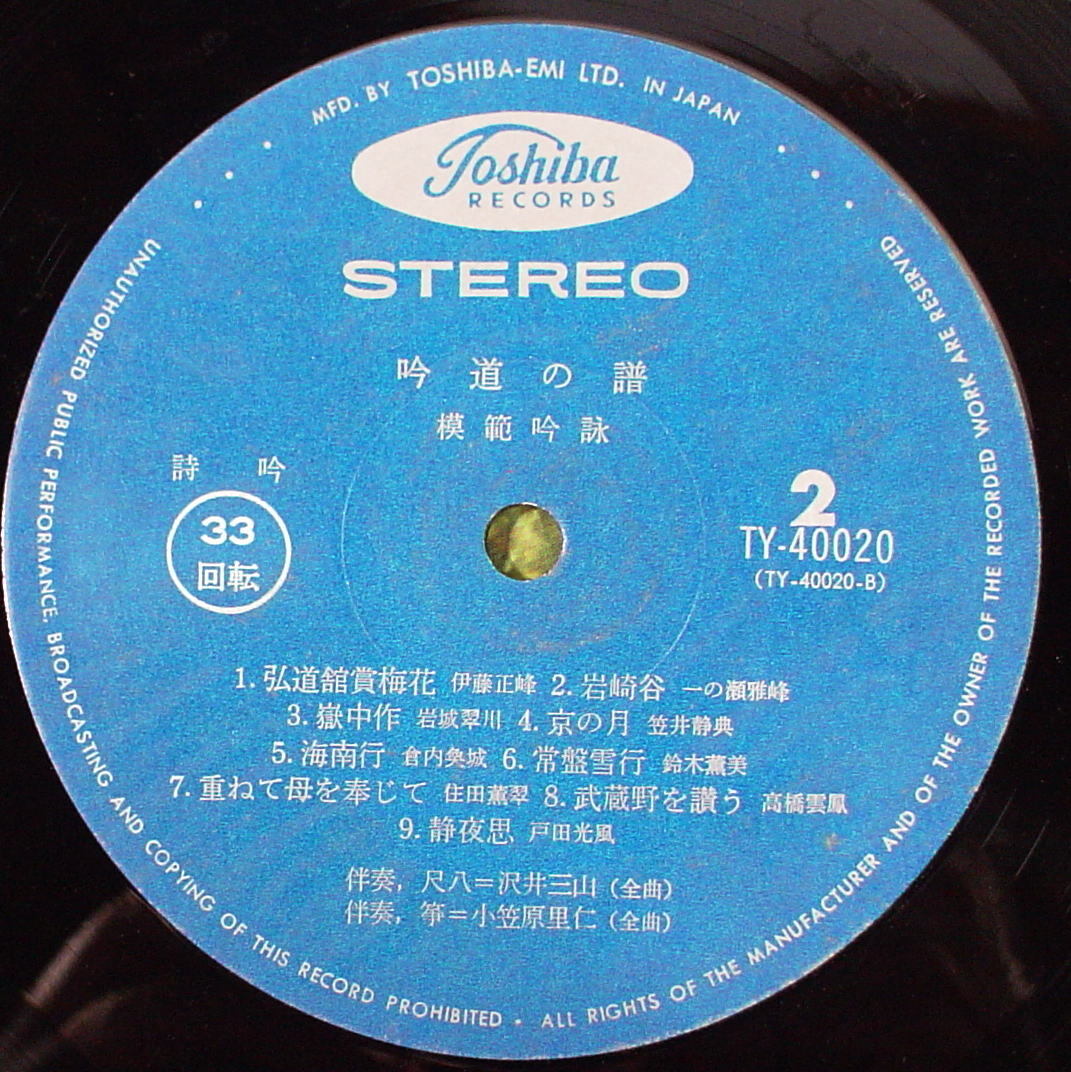 MFD. BY TOSHIBA-EMI LTD. IN JAPAN
Toshiba
RECORDS
STEREO
吟道の譜
模範吟詠
詩吟
33
回転
2
TY-40020
(TY-40020-B)
1. 弘道舘賞梅花 伊藤正峰 2. 岩崎谷 一の瀬雅峰
3. 嶽中作 岩城翠川 4. 京の月 笠井静典
5. 海南行 倉内奐城 6. 常盤雪行 鈴木薫美
7. 重ねて母を奉じて 住田薫翠 8. 武蔵野を讃う 高橋雲鳳
9. 静夜思 戸田光風
伴奏, 尺八=沢井三山 (全曲)
伴奏, 箏=小笠原里仁 (全曲)
UNAUTHORIZED PUBLIC PERFORMANCE, BROADCASTING AND COPYING OF THIS RECORD PROHIBITED • ALL RIGHTS OF THE MANUFACTURER AND OF THE OWNER OF THE RECORDED WORK ARE RESERVED